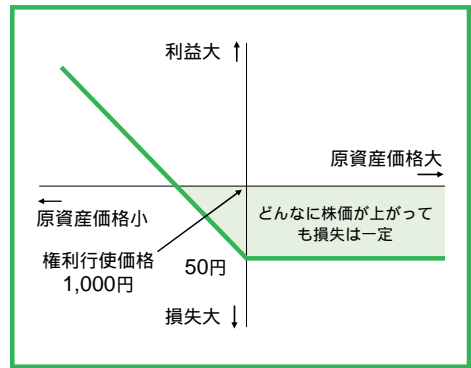 利益大
原資産価格大
原資産価格小
どんなに株価が上がって
も損失は一定
権利行使価格
1,000円
50円
損失大